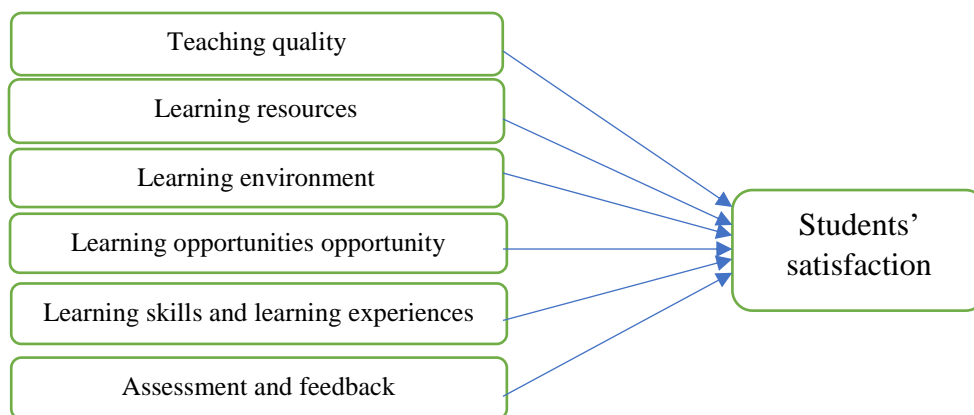 Teaching quality
Learning resources
Learning environment
Learning opportunities opportunity
Learning skills and learning experiences
Assessment and feedback
Students’
satisfaction